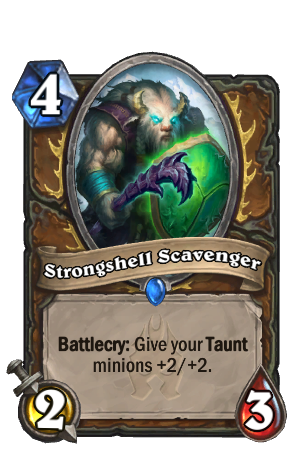 4
Strongshell Scavenger
Battlecry: Give your Taunt
minions +2/+2.
2
3